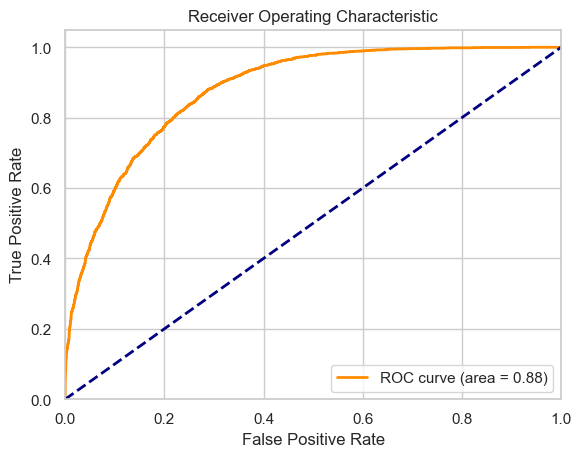 Receiver Operating Characteristic
1.0
0.8
0.6
0.4
0.2
0.0
True Positive Rate
ROC curve (area = 0.88)
0.0 0.2 0.4 0.6 0.8 1.0
False Positive Rate